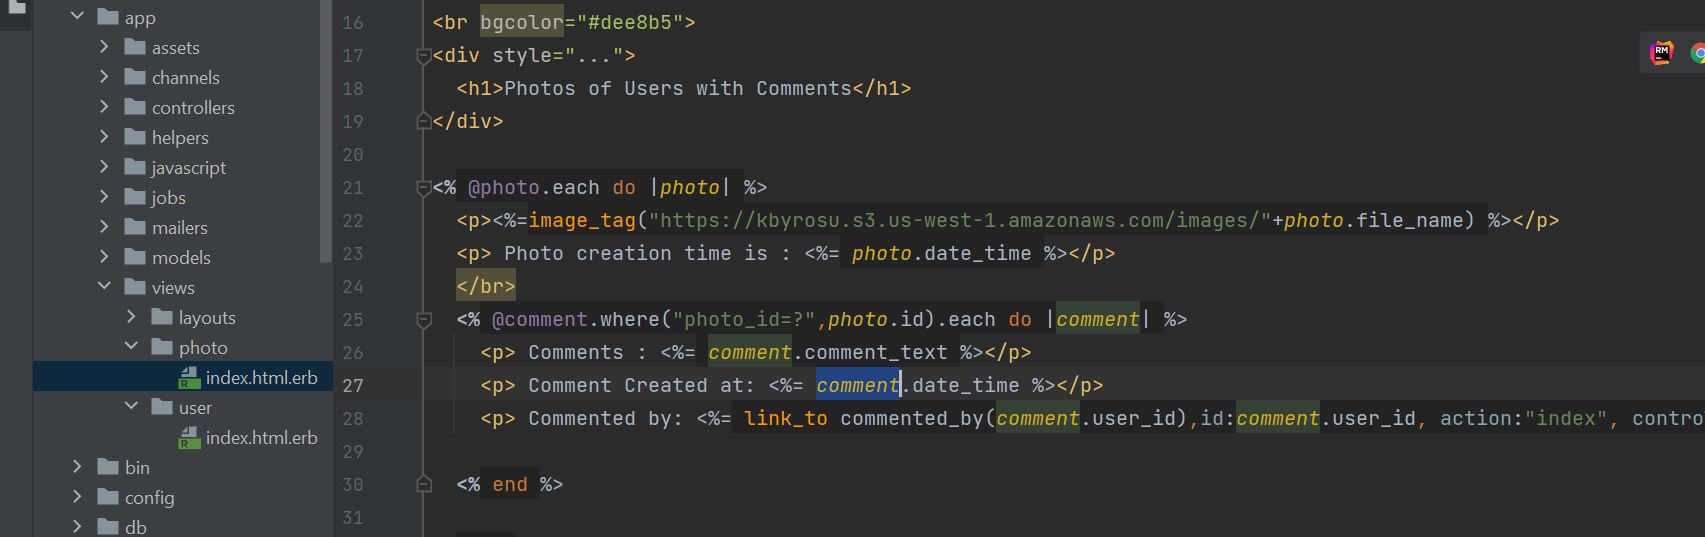 app
assets
channels
controllers
helpers
javascript
jobs
mailers
models
views
layouts
photo
index.html.erb
user
index.html.erb
bin
config
db
16 <br bgcolor="#dee8b5">
17 <div style="...">
18 <h1>Photos of Users with Comments</h1>
19 </div>
20
21 <% @photo.each do |photo| %>
22 <p><%=image_tag("https://kbyrosu.s3.us-west-1.amazonaws.com/images/"+photo.file_name) %></p>
23 <p> Photo creation time is : <%= photo.date_time %></p>
24 </br>
25 <% @comment.where("photo_id=?",photo.id).each do |comment| %>
26 <p> Comments : <%= comment.comment_text %></p>
27 <p> Comment Created at: <%= comment.date_time %></p>
28 <p> Commented by: <%= link_to commented_by(comment.user_id),id:comment.user_id, action:"index", contro
29
30 <% end %>
31
RM